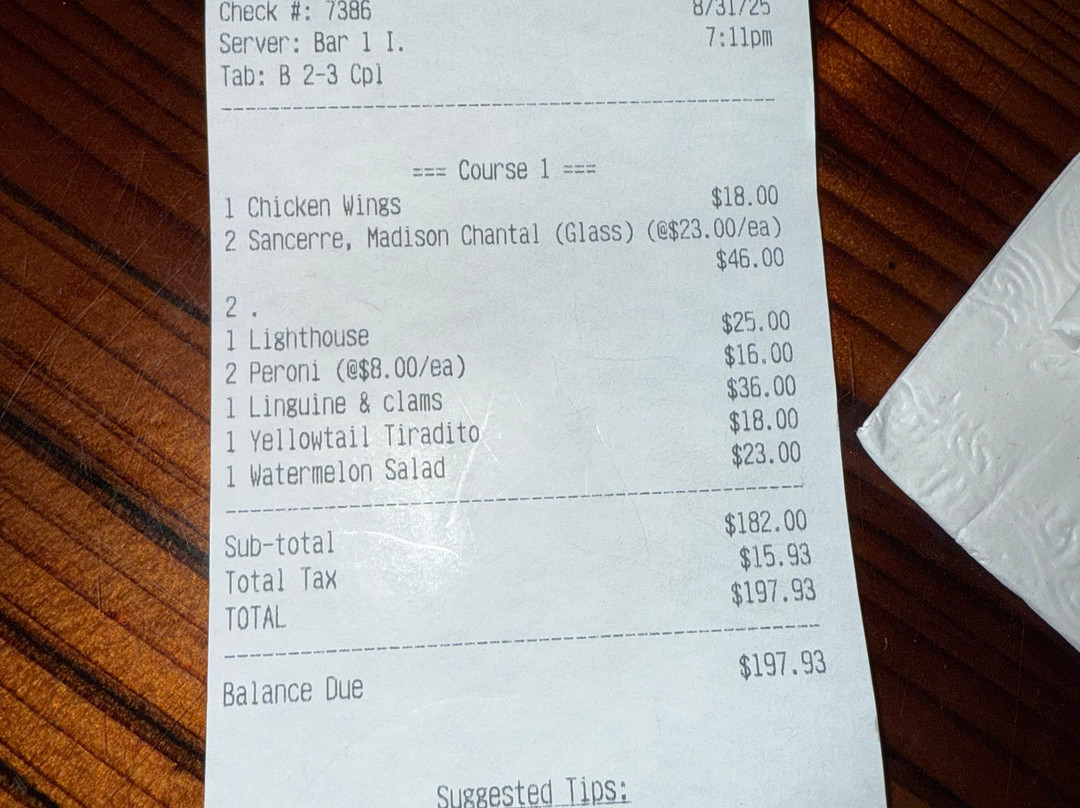 Check #: 7386 8/31/25
Server: Bar 1 I. 7:11pm
Tab: B 2-3 Cpl
=== Course 1 ===
1 Chicken Wings $18.00
2 Sancerre, Madison Chantal (Glass) (@$23.00/ea)
$46.00
2 .
1 Lighthouse $25.00
2 Peroni (@$8.00/ea) $16.00
1 Linguine & clams $36.00
1 Yellowtail Tiradito $18.00
1 Watermelon Salad $23.00
Sub-total $182.00
Total Tax $15.93
TOTAL $197.93
Balance Due $197.93
Suggested Tips: